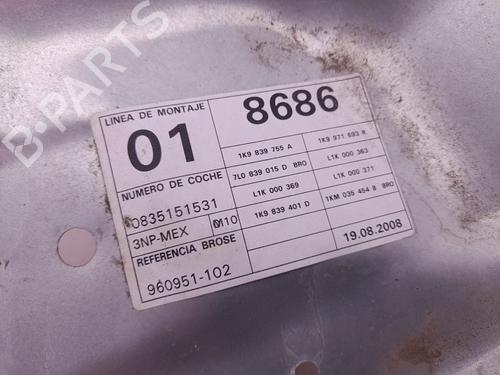 B-PARTS
LINEA DE MONTAJE
01
8686
NUMERO DE COCHE
0835151531
3NP-MEX M10
REFERENCIA BROSE
960951-102
1K9 839 755 A
1K9 971 693 R
7L0 839 015 D BRO
L1K 000 363
L1K 000 369
L1K 000 371
1K9 839 401 D
1KM 035 454 B BRO
19.08.2008